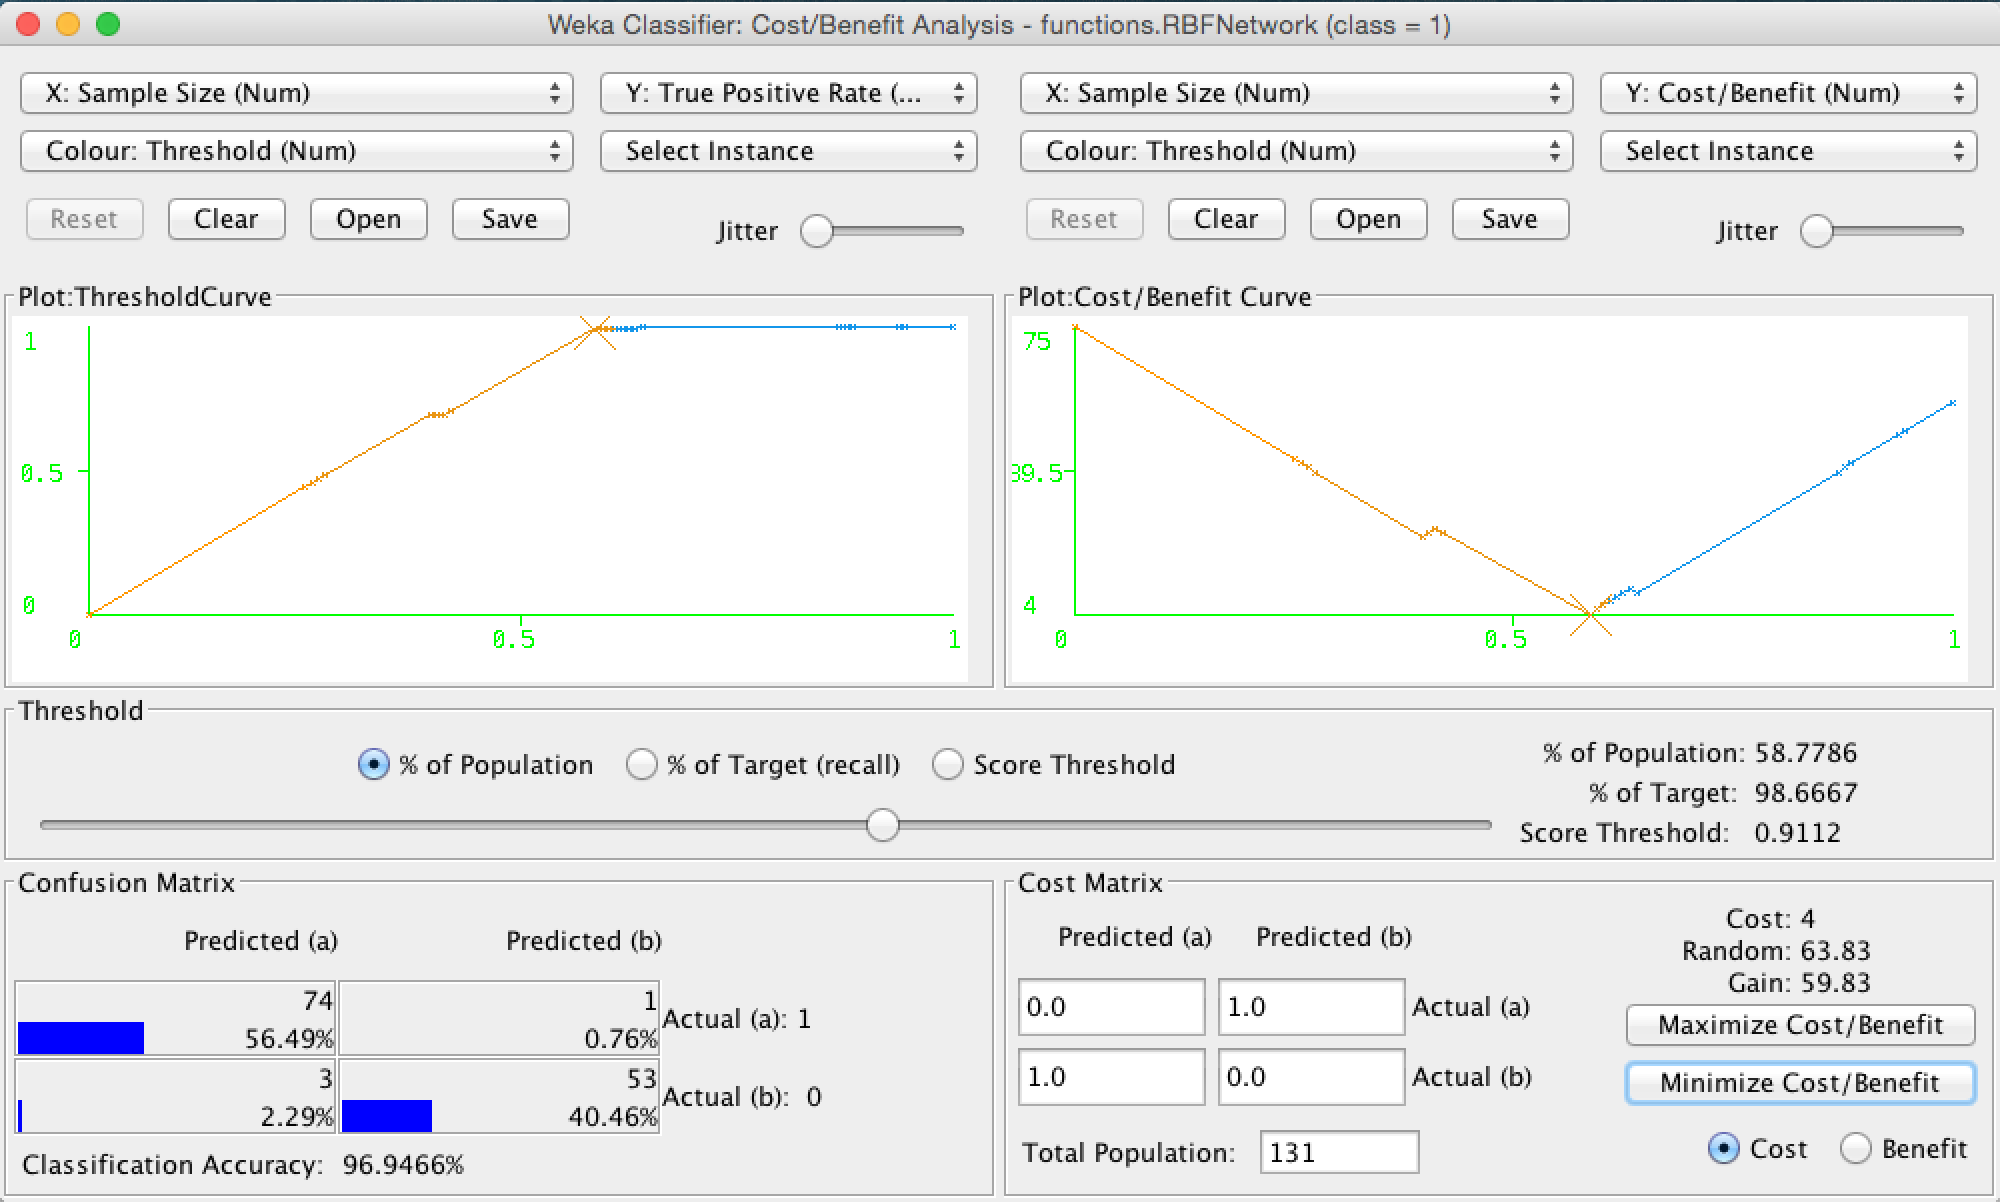 Weka Classifier: Cost/Benefit Analysis - functions.RBFNetwork (class = 1)
X: Sample Size (Num)
Y: True Positive Rate (...
X: Sample Size (Num)
Y: Cost/Benefit (Num)
Colour: Threshold (Num)
Select Instance
Colour: Threshold (Num)
Select Instance
Reset
Clear
Open
Save
Jitter
Reset
Clear
Open
Save
Jitter
Plot:ThresholdCurve
1
0.5
0
0
0.5
1
Plot:Cost/Benefit Curve
75
39.5
4
0
0.5
1
Threshold
% of Population
% of Target (recall)
Score Threshold
% of Population: 58.7786
% of Target: 98.6667
Score Threshold: 0.9112
Confusion Matrix
Predicted (a)
Predicted (b)
74
56.49%
1
0.76%
Actual (a): 1
3
2.29%
53
40.46%
Actual (b): 0
Classification Accuracy: 96.9466%
Cost Matrix
Predicted (a)
Predicted (b)
0.0
1.0
Actual (a)
1.0
0.0
Actual (b)
Total Population: 131
Cost: 4
Random: 63.83
Gain: 59.83
Maximize Cost/Benefit
Minimize Cost/Benefit
Cost
Benefit